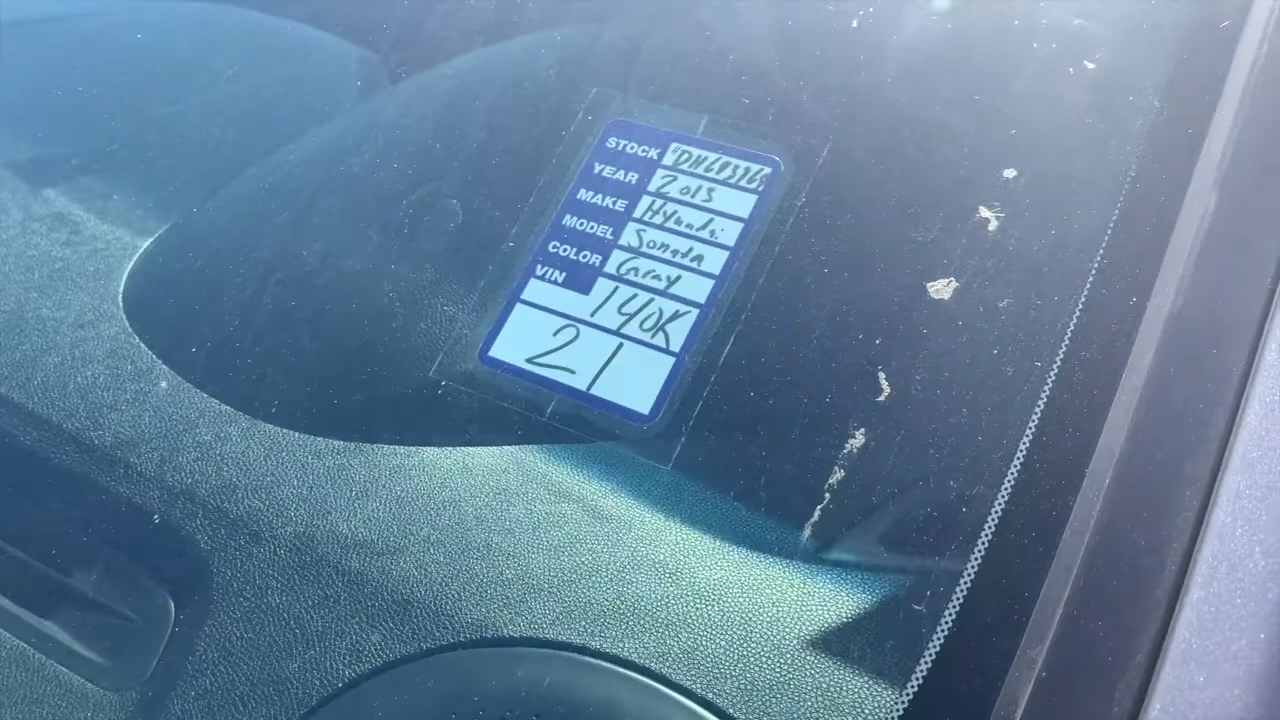 STOCK
YEAR 2013
MAKE Hyundai
MODEL Sonata
COLOR Gray
VIN 140K
21